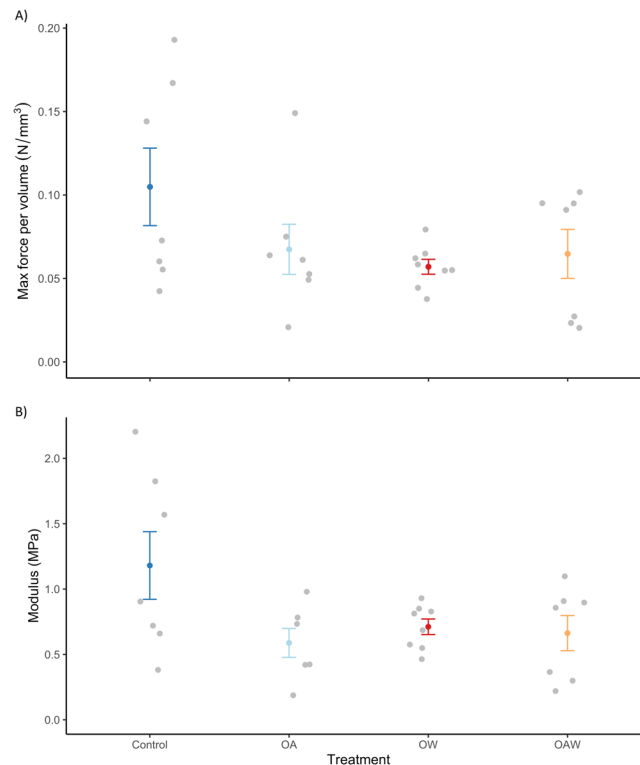 A)
Max force per volume (N/mm³)
0.20
0.15
0.10
0.05
0.00
B)
Modulus (MPa)
2.0
1.5
1.0
0.5
0.0
Control OA OW OAW
Treatment